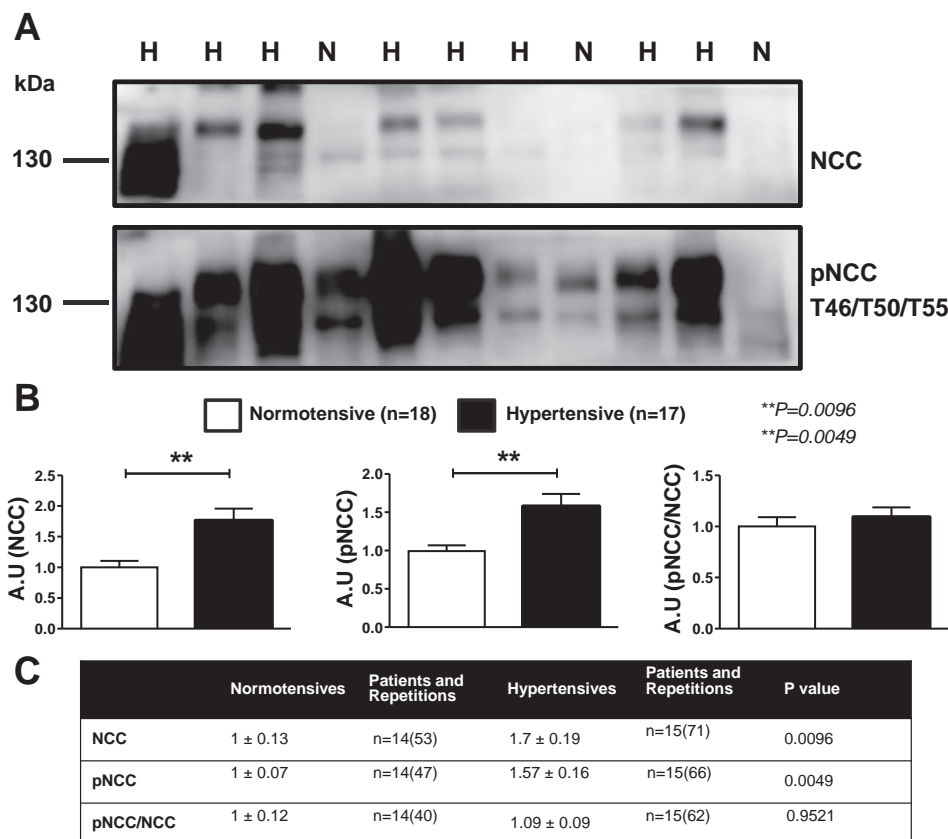 A
H H H N H H H N H H N
kDa
130
NCC
130
pNCC
T46/T50/T55
B
Normotensive (n=18) Hypertensive (n=17)
**P=0.0096
**P=0.0049
A.U (NCC)
2.5
2.0
1.5
1.0
0.5
0.0
**
A.U (pNCC)
2.0
1.5
1.0
0.5
0.0
**
A.U (pNCC/NCC)
1.5
1.0
0.5
0.0
C
Normotensives Patients and Repetitions Hypertensives Patients and Repetitions P value
NCC 1 ± 0.13 n=14(53) 1.7 ± 0.19 n=15(71) 0.0096
pNCC 1 ± 0.07 n=14(47) 1.57 ± 0.16 n=15(66) 0.0049
pNCC/NCC 1 ± 0.12 n=14(40) 1.09 ± 0.09 n=15(62) 0.9521